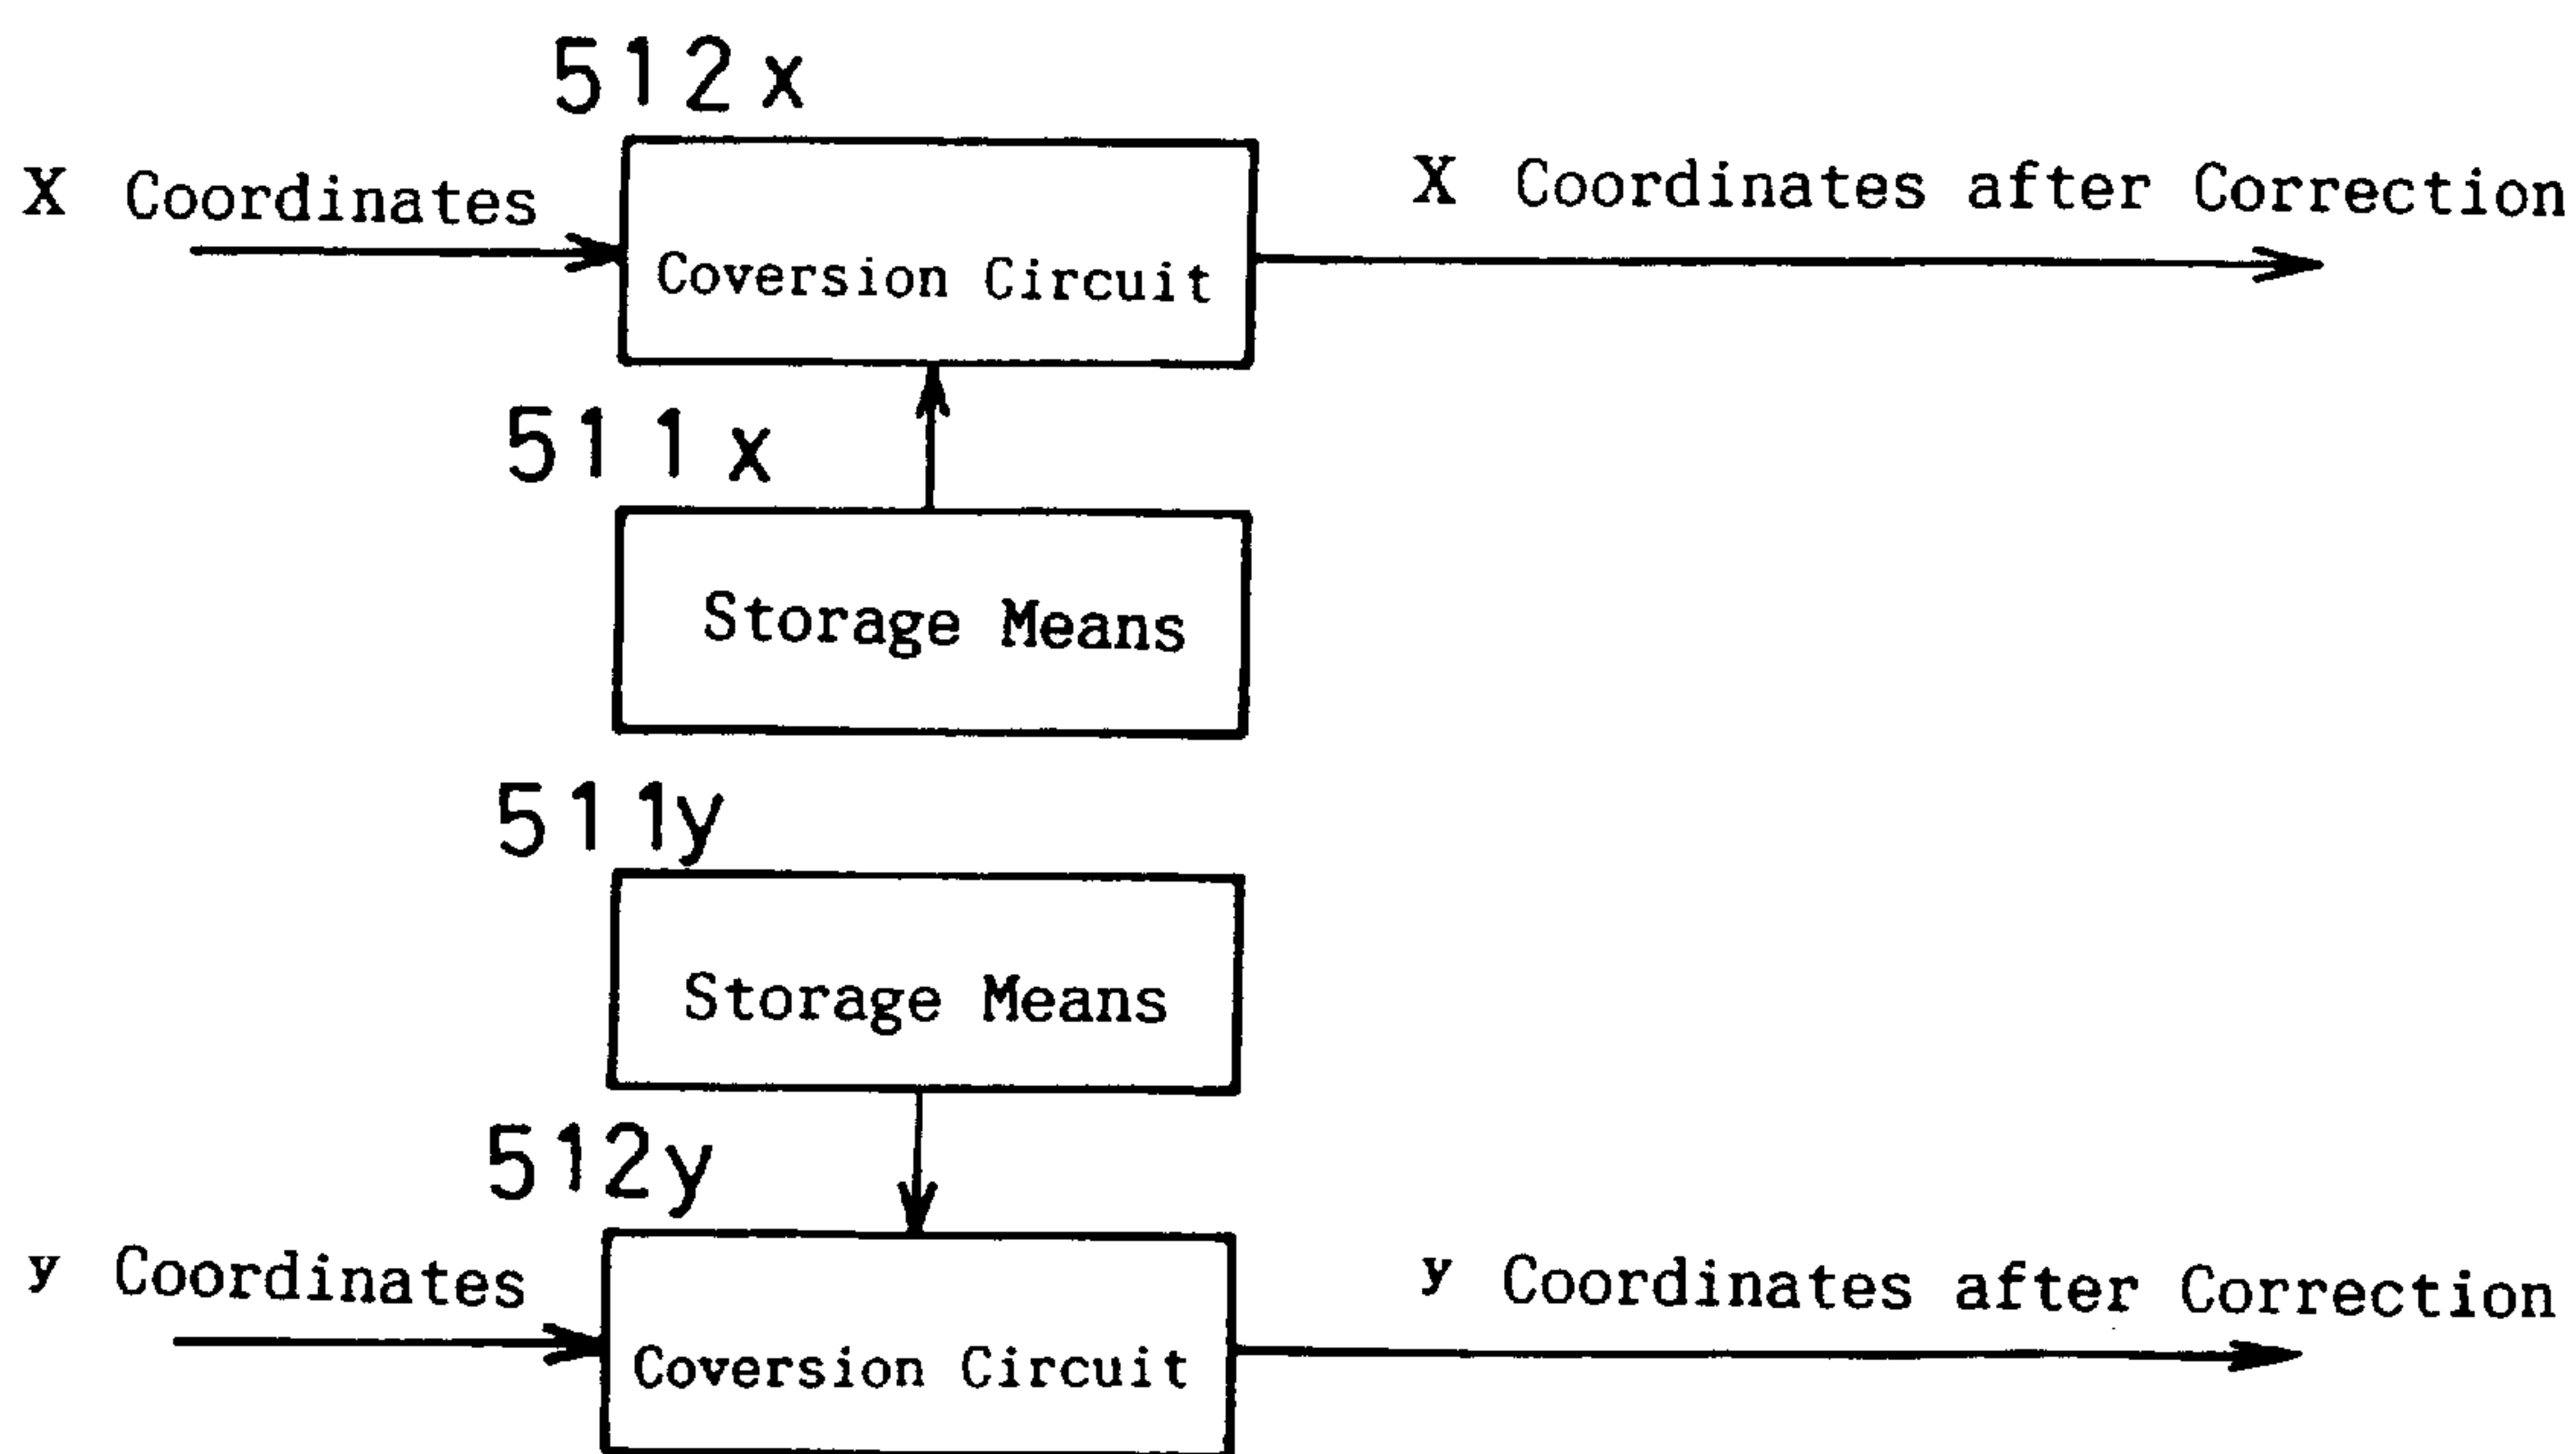 512x
X Coordinates
X Coordinates after Correction
Coversion Circuit
511x
Storage Means
511y
Storage Means
512y
y Coordinates
y Coordinates after Correction
Coversion Circuit